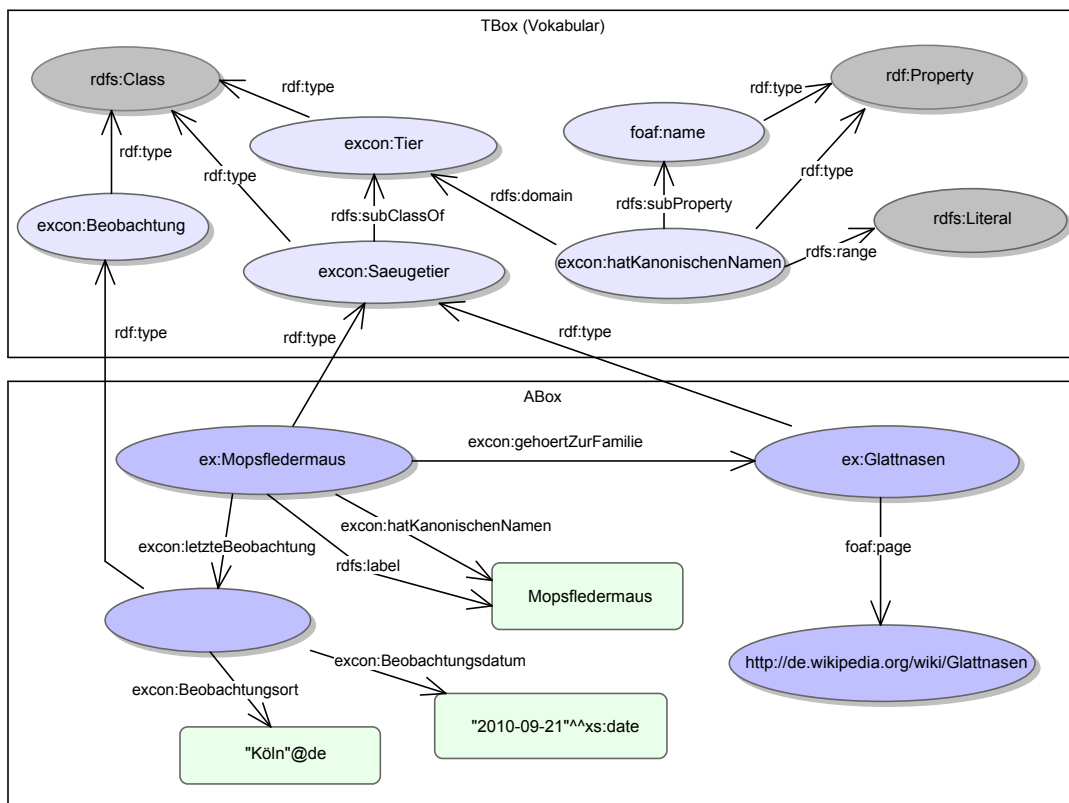 TBox (Vokabular)
rdfs:Class
rdf:type
rdf:Property
rdf:type
foaf:name
excon:Tier
rdf:type
rdf:type
rdf:type
rdfs:domain
rdfs:subClassOf
rdfs:subProperty
rdfs:Literal
excon:Beobachtung
excon:Saeugetier
excon:hatKanonischenNamen
rdfs:range
rdf:type
rdf:type
rdf:type
ABox
ex:Mopsfledermaus
excon:gehoertZurFamilie
ex:Glattnasen
excon:hatKanonischenNamen
excon:letzteBeobachtung
rdfs:label
foaf:page
Mopsfledermaus
excon:Beobachtungsdatum
http://de.wikipedia.org/wiki/Glattnasen
excon:Beobachtungsort
"2010-09-21"^^xs:date
"Köln"@de